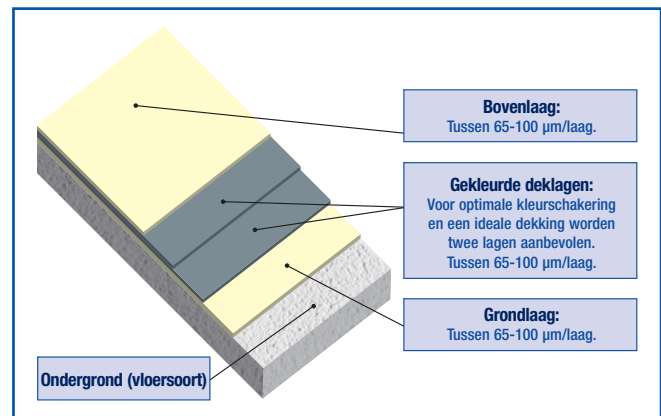 Bovenlaag:
Tussen 65-100 µm/laag.
Gekleurde deklagen:
Voor optimale kleurschakering
en een ideale dekking worden
twee lagen aanbevolen.
Tussen 65-100 µm/laag.
Grondlaag:
Tussen 65-100 µm/laag.
Ondergrond (vloersoort)